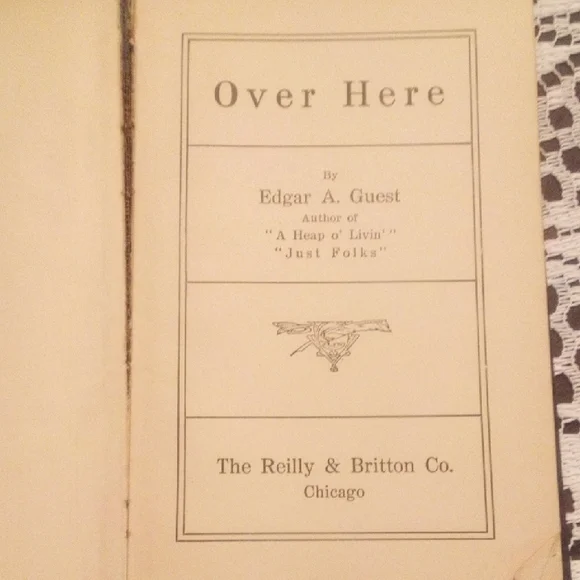 Over Here
By
Edgar A. Guest
Author of
"A Heap o' Livin'"
"Just Folks"
The Reilly & Britton Co.
Chicago